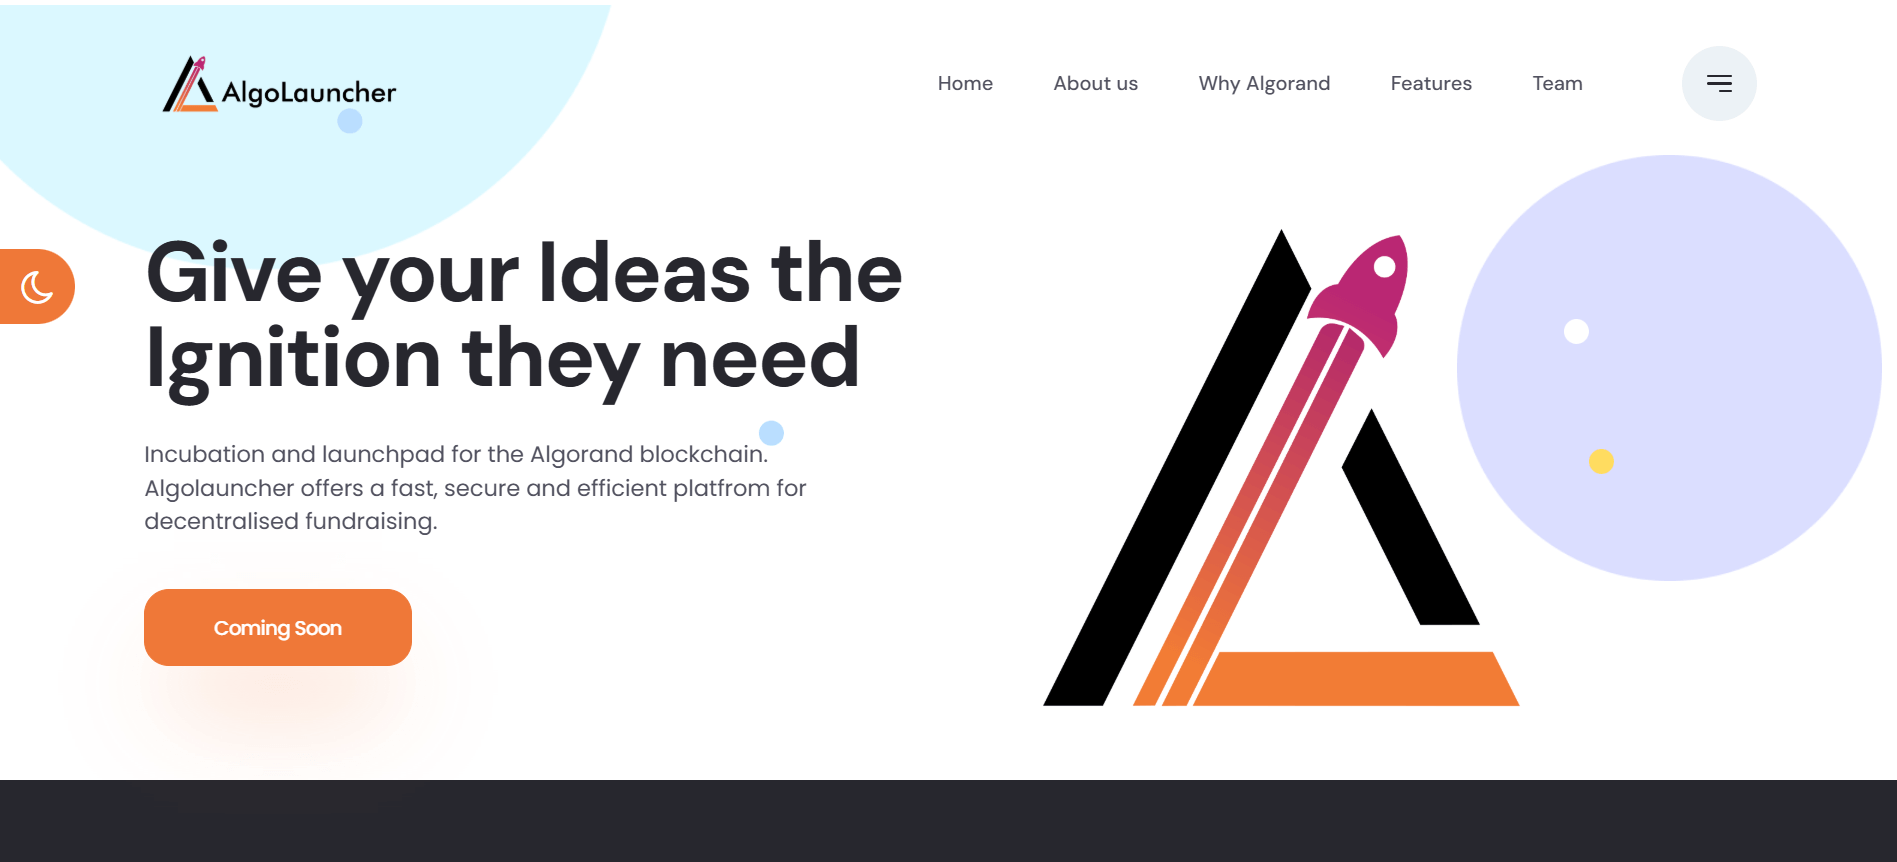 AlgoLauncher
Home
About us
Why Algorand
Features
Team
Give your Ideas the
Ignition they need
Incubation and launchpad for the Algorand blockchain.
Algolauncher offers a fast, secure and efficient platfrom for
decentralised fundraising.
Coming Soon